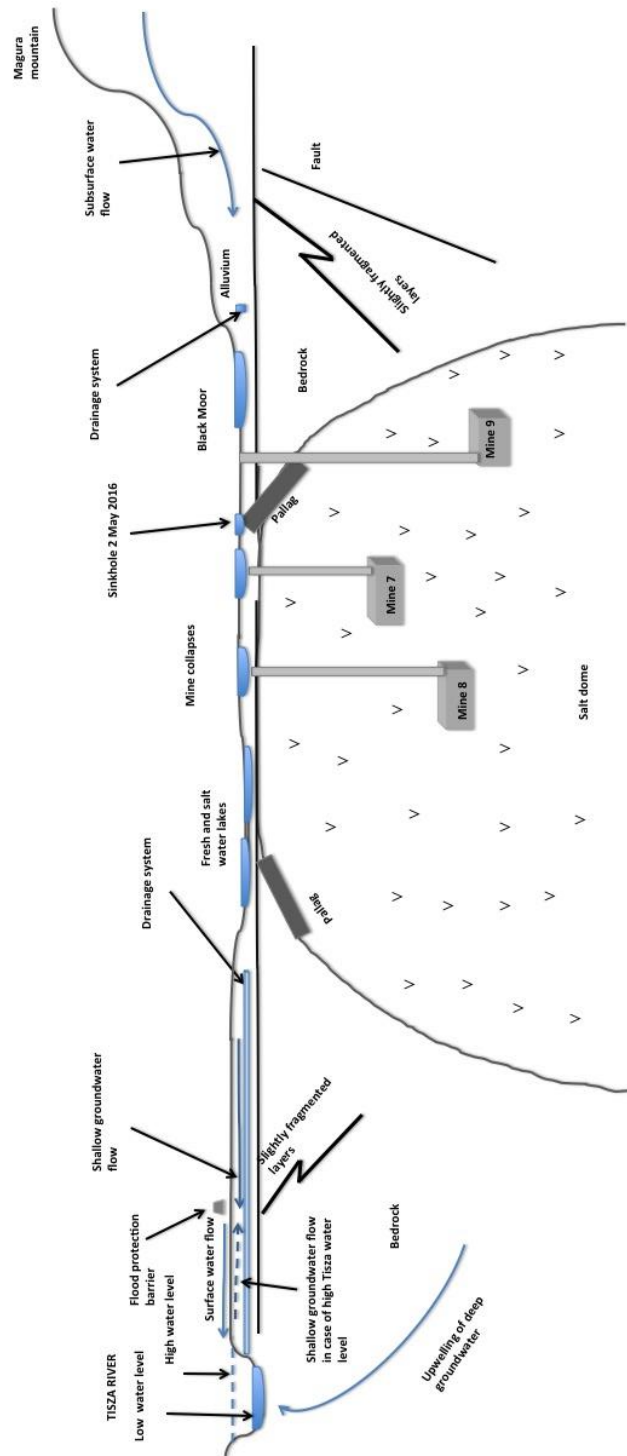 TISZA RIVER
Low water level
High water level
Flood protection
barrier
Surface water flow
Shallow groundwater
flow
Drainage system
Fresh and salt
water lakes
Mine collapses
Sinkhole 2 May 2016
Black Moor
Drainage system
Alluvium
Subsurface water
flow
Magura
mountain
Shallow groundwater flow
in case of high Tisza water
level
Slightly fragmented
layers
Bedrock
Upwelling of deep
groundwater
Pallag
Mine 8
Mine 7
Pallag
Mine 9
Salt dome
Bedrock
Slightly fragmented
layers
Fault